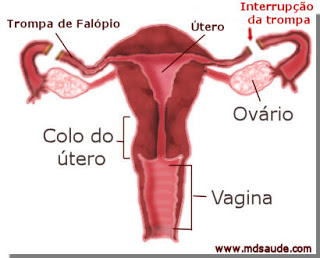 Trompa de Falópio
Útero
Interrupção
da trompa
Ovário
Colo do
útero
Vagina
www.mdsaude.com